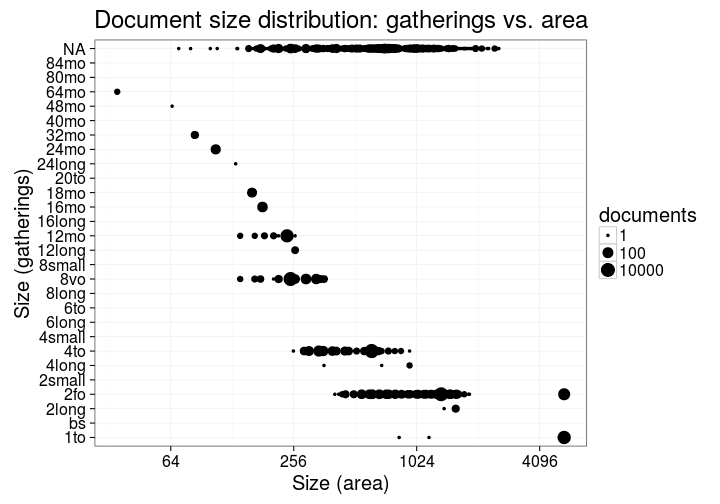 Document size distribution: gatherings vs. area
Size (gatherings)
NA
84mo
80mo
64mo
48mo
40mo
32mo
24mo
24long
20to
18mo
16mo
16long
12mo
12long
8small
8vo
8long
6to
6long
4small
4to
4long
2small
2fo
2long
bs
1to
64
256
1024
4096
Size (area)
documents
1
100
10000